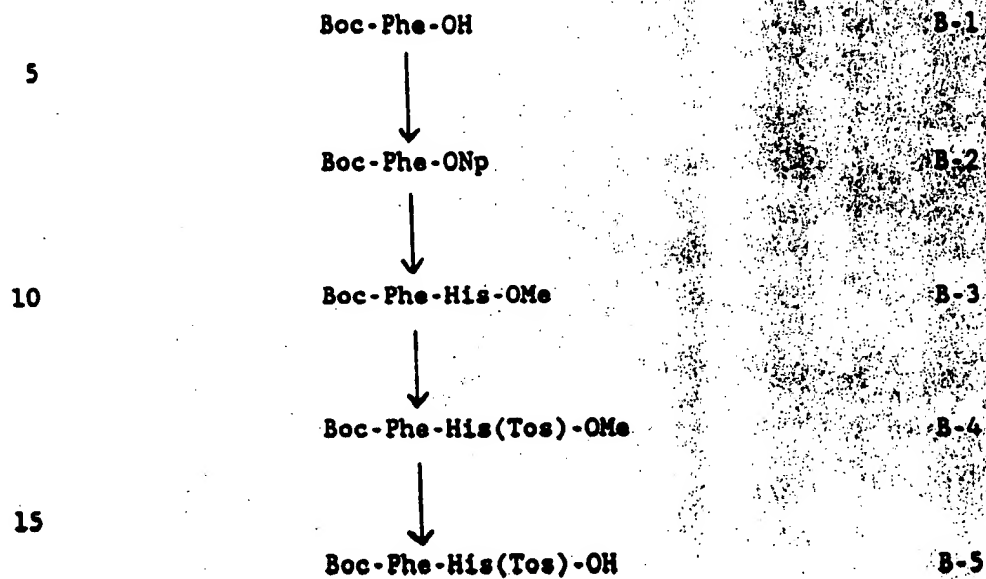 Boc-Phe-OH B-1
5
Boc-Phe-ONp B-2
10 Boc-Phe-His-OMe B-3
Boc-Phe-His(Tos)-OMe B-4
15
Boc-Phe-His(Tos)-OH B-5